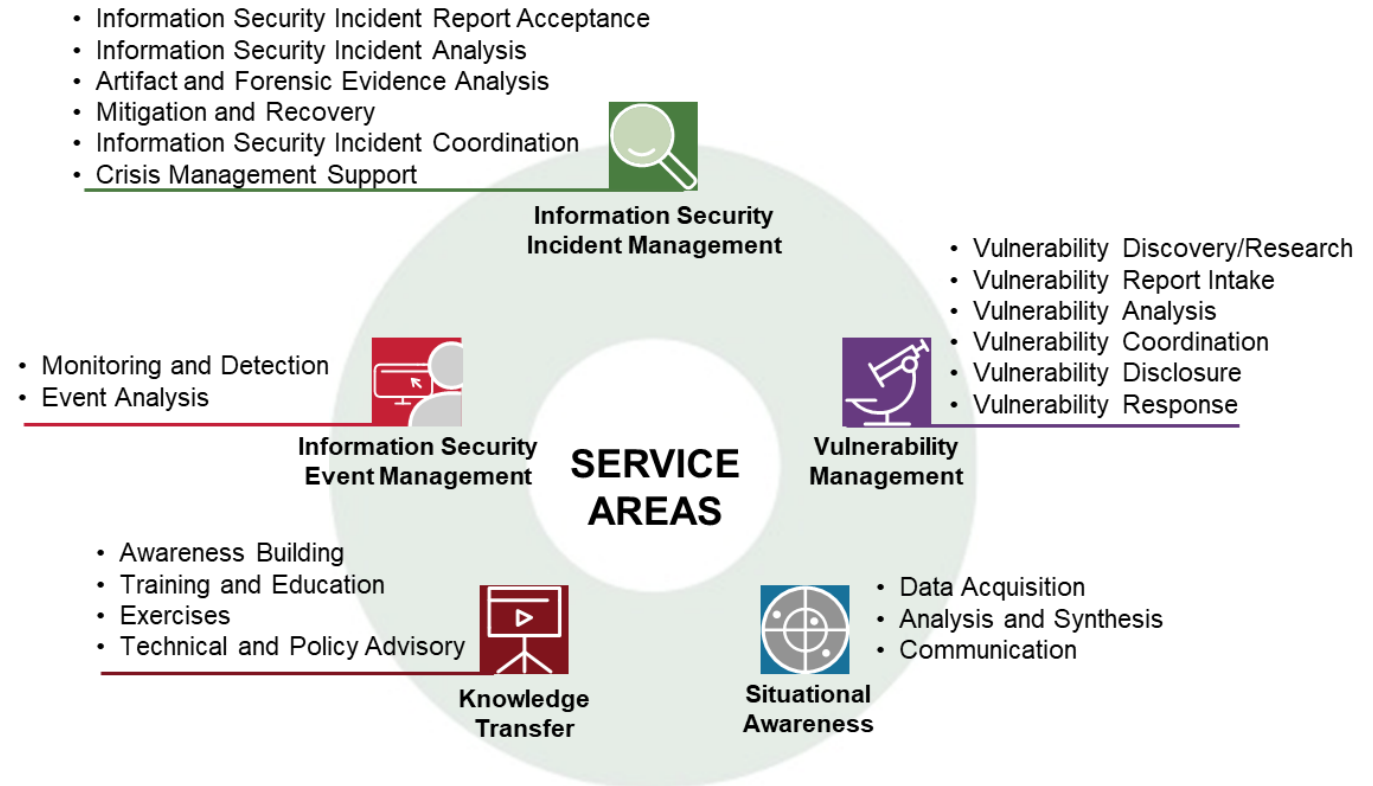 • Information Security Incident Report Acceptance
• Information Security Incident Analysis
• Artifact and Forensic Evidence Analysis
• Mitigation and Recovery
• Information Security Incident Coordination
• Crisis Management Support
Information Security
Incident Management
• Vulnerability Discovery/Research
• Vulnerability Report Intake
• Vulnerability Analysis
• Vulnerability Coordination
• Vulnerability Disclosure
• Vulnerability Response
Vulnerability
Management
• Monitoring and Detection
• Event Analysis
Information Security
Event Management
SERVICE
AREAS
• Awareness Building
• Training and Education
• Exercises
• Technical and Policy Advisory
Knowledge
Transfer
• Data Acquisition
• Analysis and Synthesis
• Communication
Situational
Awareness